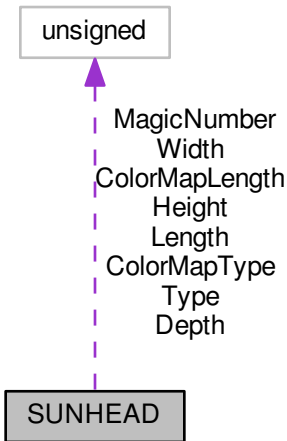 unsigned
MagicNumber
Width
ColorMapLength
Height
Length
ColorMapType
Type
Depth
SUNHEAD